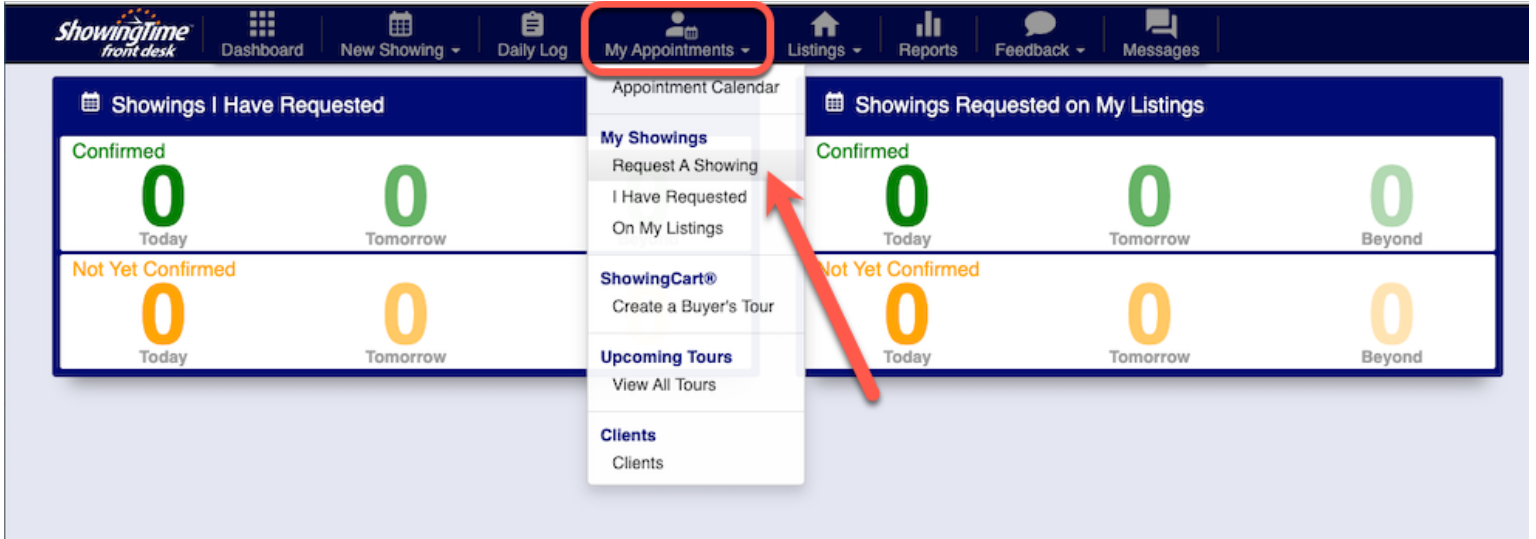 ShowingTime
front desk
Dashboard
New Showing
Daily Log
My Appointments
Listings
Reports
Feedback
Messages
Showings I Have Requested
Confirmed
0
Today
0
Tomorrow
Not Yet Confirmed
0
Today
0
Tomorrow
Appointment Calendar
My Showings
Request A Showing
I Have Requested
On My Listings
ShowingCart®
Create a Buyer's Tour
Upcoming Tours
View All Tours
Clients
Clients
Showings Requested on My Listings
Confirmed
0
Today
0
Tomorrow
0
Beyond
Not Yet Confirmed
0
Today
0
Tomorrow
0
Beyond